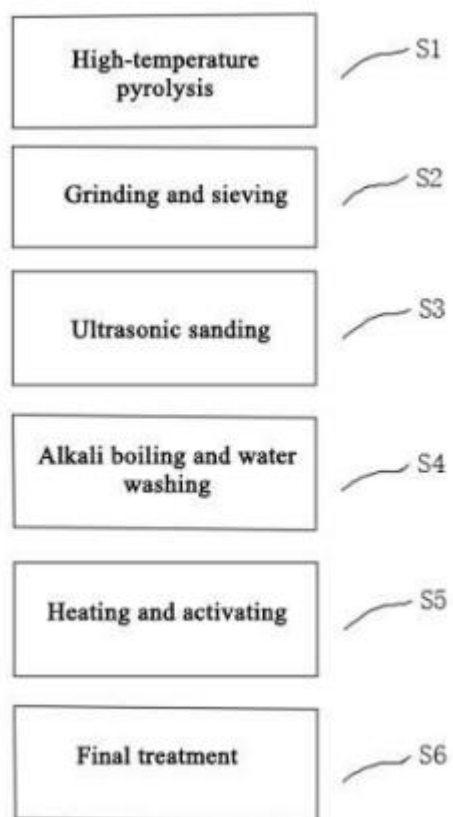 High-temperature
pyrolysis
S1
Grinding and sieving
S2
Ultrasonic sanding
S3
Alkali boiling and water
washing
S4
Heating and activating
S5
Final treatment
S6